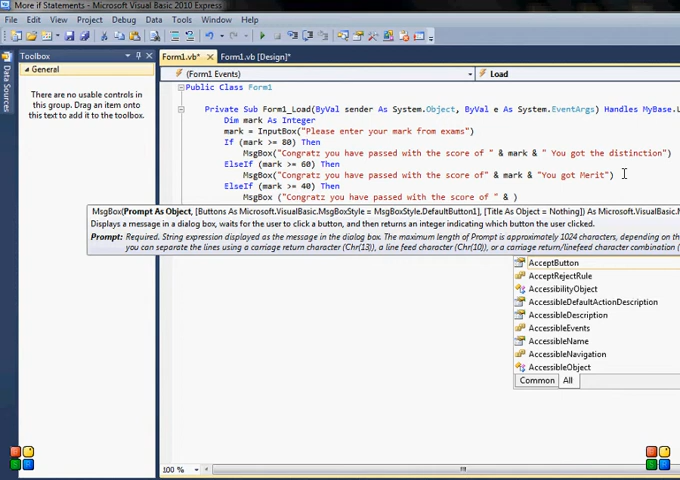 More if Statements - Microsoft Visual Basic 2010 Express
File Edit View Project Debug Data Tools Window Help
Toolbox
Form1.vb* Form1.vb [Design]*
Data Sources
General
There are no usable controls in
this group. Drag an item onto
this text to add it to the toolbox.
(Form1 Events) Load
Public Class Form1
Private Sub Form1_Load(ByVal sender As System.Object, ByVal e As System.EventArgs) Handles MyBase.L
Dim mark As Integer
mark = InputBox("Please enter your mark from exams")
If (mark >= 80) Then
MsgBox("Congratz you have passed with the score of " & mark & " You got the distinction")
ElseIf (mark >= 60) Then
MsgBox("Congratz you have passed with the score of" & mark & "You got Merit")
ElseIf (mark >= 40) Then
MsgBox ("Congratz you have passed with the score of " & )
MsgBox(Prompt As Object, [Buttons As Microsoft.VisualBasic.MsgBoxStyle = MsgBoxStyle.DefaultButton1], [Title As Object = Nothing]) As Microsoft.Visual
Displays a message in a dialog box, waits for the user to click a button, and then returns an integer indicating which button the user clicked.
Prompt: Required. String expression displayed as the message in the dialog box. The maximum length of Prompt is approximately 1024 characters, depending on the
you can separate the lines using a carriage return character (Chr(13)), a line feed character (Chr(10)), or a carriage return/linefeed character combination (
AcceptButton
AcceptRejectRule
AccessibilityObject
AccessibleDefaultActionDescription
AccessibleDescription
AccessibleEvents
AccessibleName
AccessibleNavigation
AccessibleObject
Common All
100 %